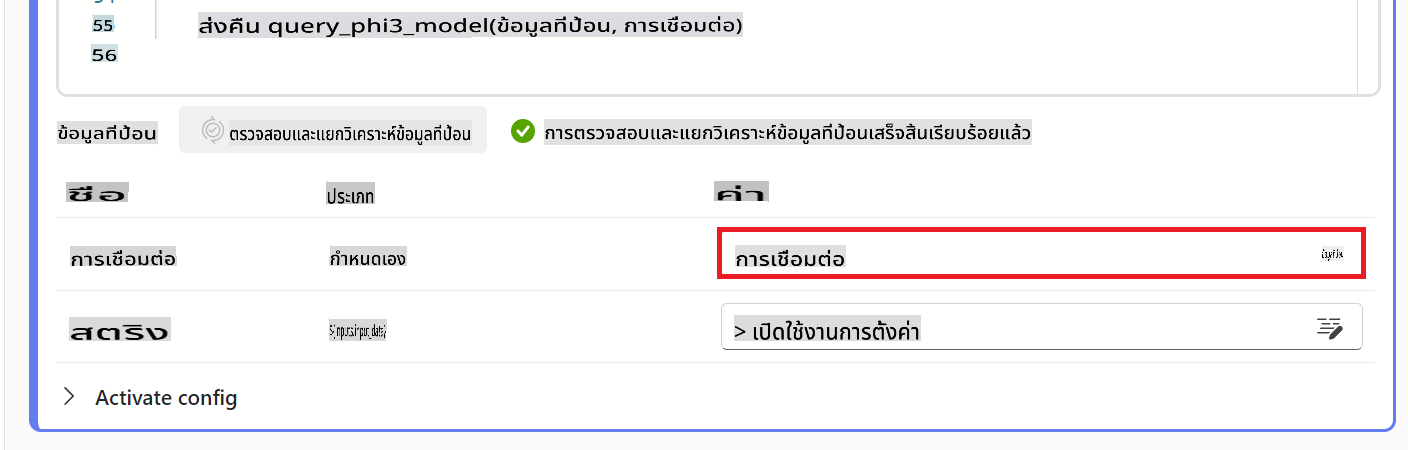 55 ส่งคืน query_phi3_model(ข้อมูลที่ป้อน, การเชื่อมต่อ)
56
ข้อมูลที่ป้อน ตรวจสอบและแยกวิเคราะห์ข้อมูลที่ป้อน การตรวจสอบและแยกวิเคราะห์ข้อมูลที่ป้อนเสร็จสิ้นเรียบร้อยแล้ว
ชื่อ ประเภท ค่า
การเชื่อมต่อ กำหนดเอง การเชื่อมต่อ
สตริง ${inputs.input_data} > เปิดใช้งานการตั้งค่า
Activate config